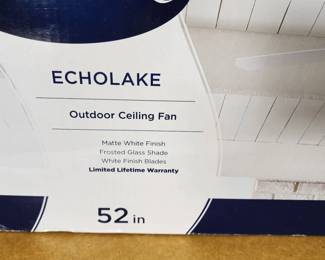 ECHOLAKE
Outdoor Ceiling Fan
Matte White Finish
Frosted Glass Shade
White Finish Blades
Limited Lifetime Warranty
52 in